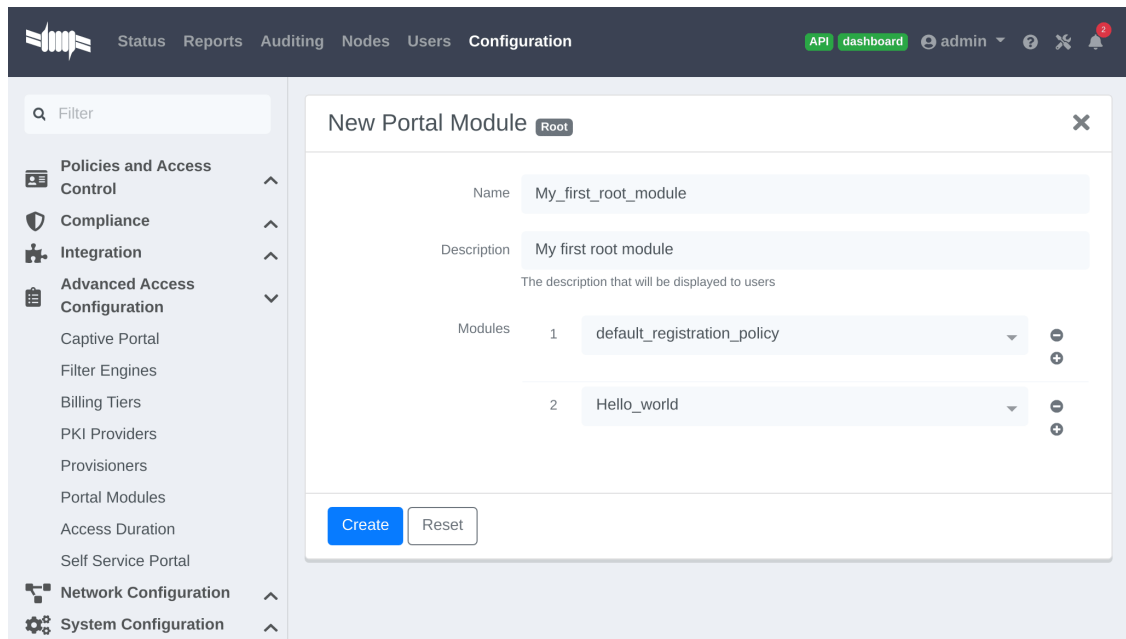 Status Reports Auditing Nodes Users Configuration API dashboard admin 2
Filter
Policies and Access
Control
Compliance
Integration
Advanced Access
Configuration
Captive Portal
Filter Engines
Billing Tiers
PKI Providers
Provisioners
Portal Modules
Access Duration
Self Service Portal
Network Configuration
System Configuration
New Portal Module Root
Name My_first_root_module
Description My first root module
The description that will be displayed to users
Modules 1 default_registration_policy
2 Hello_world
Create Reset